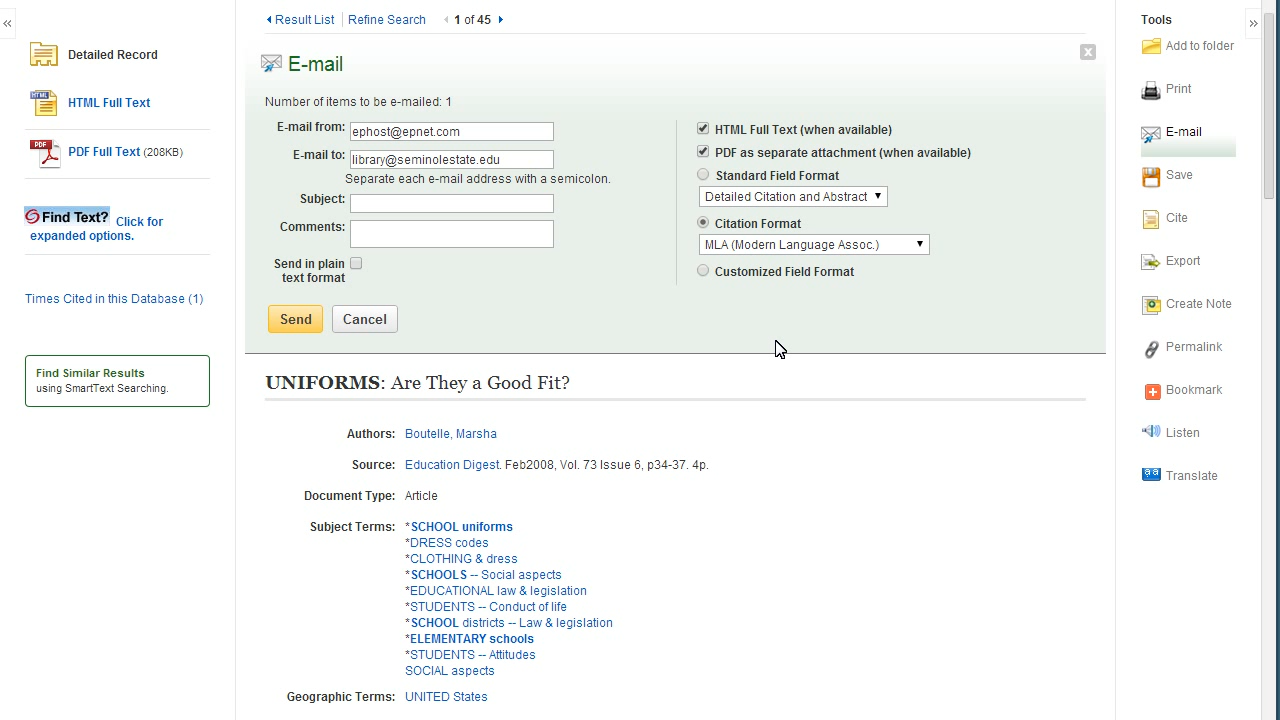 Result List Refine Search 1 of 45
Detailed Record
HTML Full Text
PDF Full Text (208KB)
Find Text? Click for
expanded options.
Times Cited in this Database (1)
Find Similar Results
using SmartText Searching.
E-mail
Number of items to be e-mailed: 1
E-mail from: ephost@epnet.com
E-mail to: library@seminolestate.edu
Separate each e-mail address with a semicolon.
Subject:
Comments:
Send in plain
text format
Send Cancel
HTML Full Text (when available)
PDF as separate attachment (when available)
Standard Field Format
Detailed Citation and Abstract
Citation Format
MLA (Modern Language Assoc.)
Customized Field Format
UNIFORMS: Are They a Good Fit?
Authors: Boutelle, Marsha
Source: Education Digest. Feb2008, Vol. 73 Issue 6, p34-37. 4p.
Document Type: Article
Subject Terms: *SCHOOL uniforms
*DRESS codes
*CLOTHING & dress
*SCHOOLS -- Social aspects
*EDUCATIONAL law & legislation
*STUDENTS -- Conduct of life
*SCHOOL districts -- Law & legislation
*ELEMENTARY schools
*STUDENTS -- Attitudes
SOCIAL aspects
Geographic Terms: UNITED States
Tools
Add to folder
Print
E-mail
Save
Cite
Export
Create Note
Permalink
Bookmark
Listen
Translate